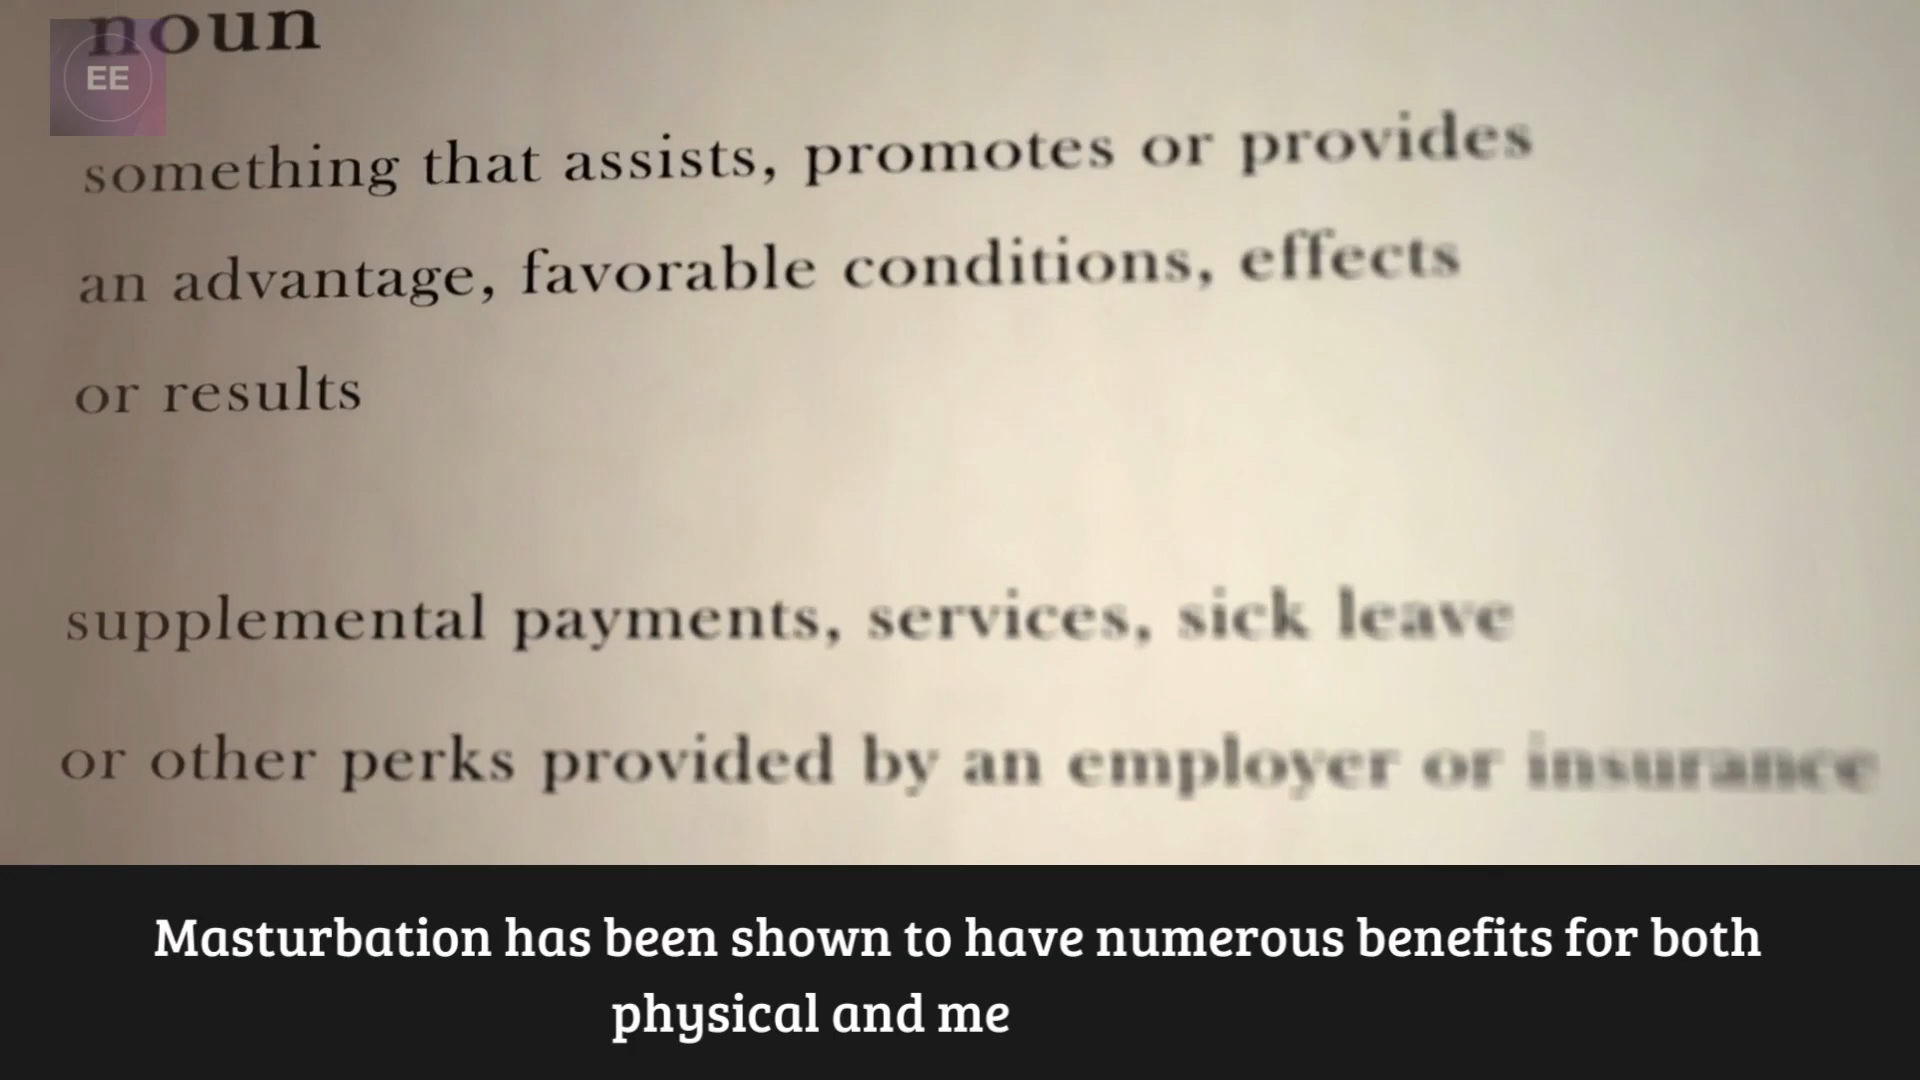 noun
EE
something that assists, promotes or provides
an advantage, favorable conditions, effects
or results
supplemental payments, services, sick leave
or other perks provided by an employer or insurance
Masturbation has been shown to have numerous benefits for both
physical and me